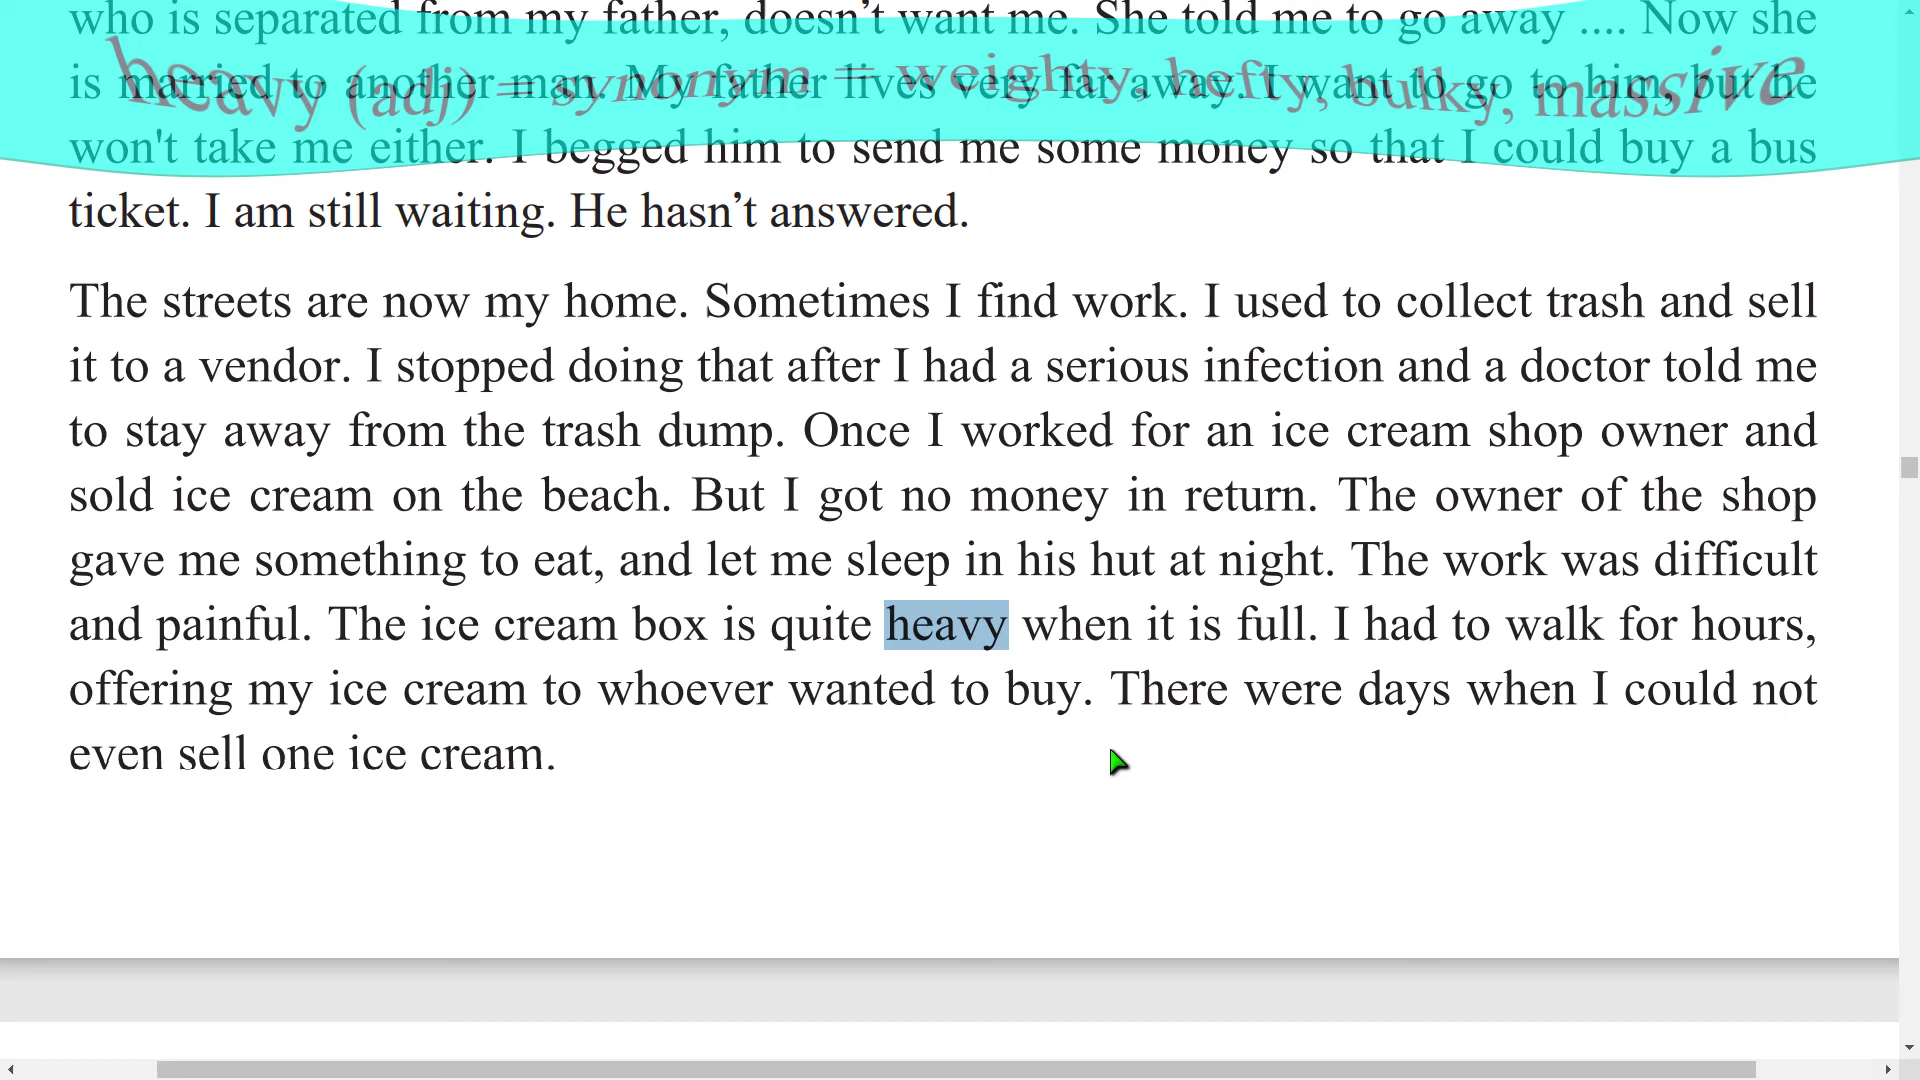 who is separated from my father, doesn’t want me. She told me to go away .... Now she
heavy (adj) = synonym = weighty, hefty, bulky, massive
is married to another man. My father lives very far away. I want to go to him, but he
won't take me either. I begged him to send me some money so that I could buy a bus
ticket. I am still waiting. He hasn’t answered.
The streets are now my home. Sometimes I find work. I used to collect trash and sell
it to a vendor. I stopped doing that after I had a serious infection and a doctor told me
to stay away from the trash dump. Once I worked for an ice cream shop owner and
sold ice cream on the beach. But I got no money in return. The owner of the shop
gave me something to eat, and let me sleep in his hut at night. The work was difficult
and painful. The ice cream box is quite heavy when it is full. I had to walk for hours,
offering my ice cream to whoever wanted to buy. There were days when I could not
even sell one ice cream.